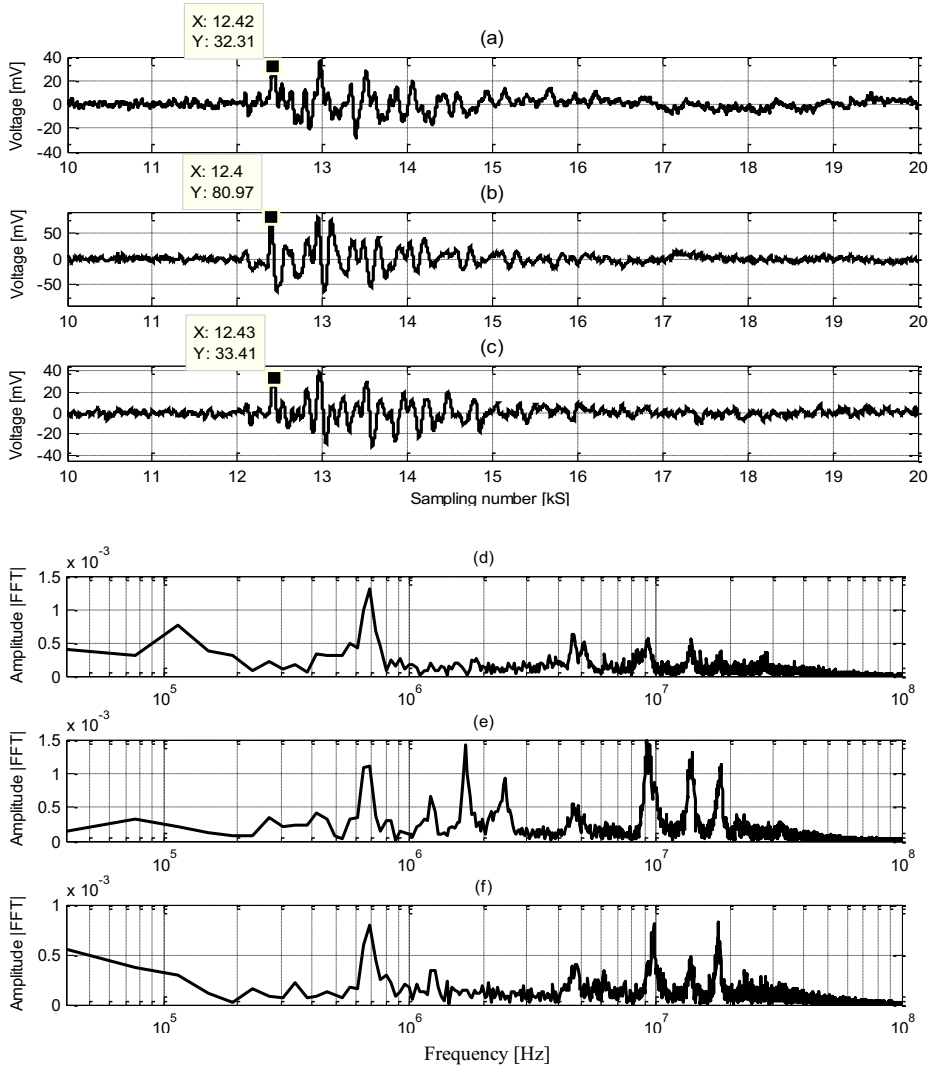 X: 12.42
Y: 32.31
(a)
Voltage [mV]
40
20
0
-20
-40
10 11 12 13 14 15 16 17 18 19 20
X: 12.4
Y: 80.97
(b)
Voltage [mV]
50
0
-50
10 11 12 13 14 15 16 17 18 19 20
X: 12.43
Y: 33.41
(c)
Voltage [mV]
40
20
0
-20
-40
10 11 12 13 14 15 16 17 18 19 20
Sampling number [kS]
x 10^-3
(d)
Amplitude |FFT|
1.5
1
0.5
0
10^5 10^6 10^7 10^8
x 10^-3
(e)
Amplitude |FFT|
1.5
1
0.5
0
10^5 10^6 10^7 10^8
x 10^-3
(f)
Amplitude |FFT|
1
0.5
0
10^5 10^6 10^7 10^8
Frequency [Hz]